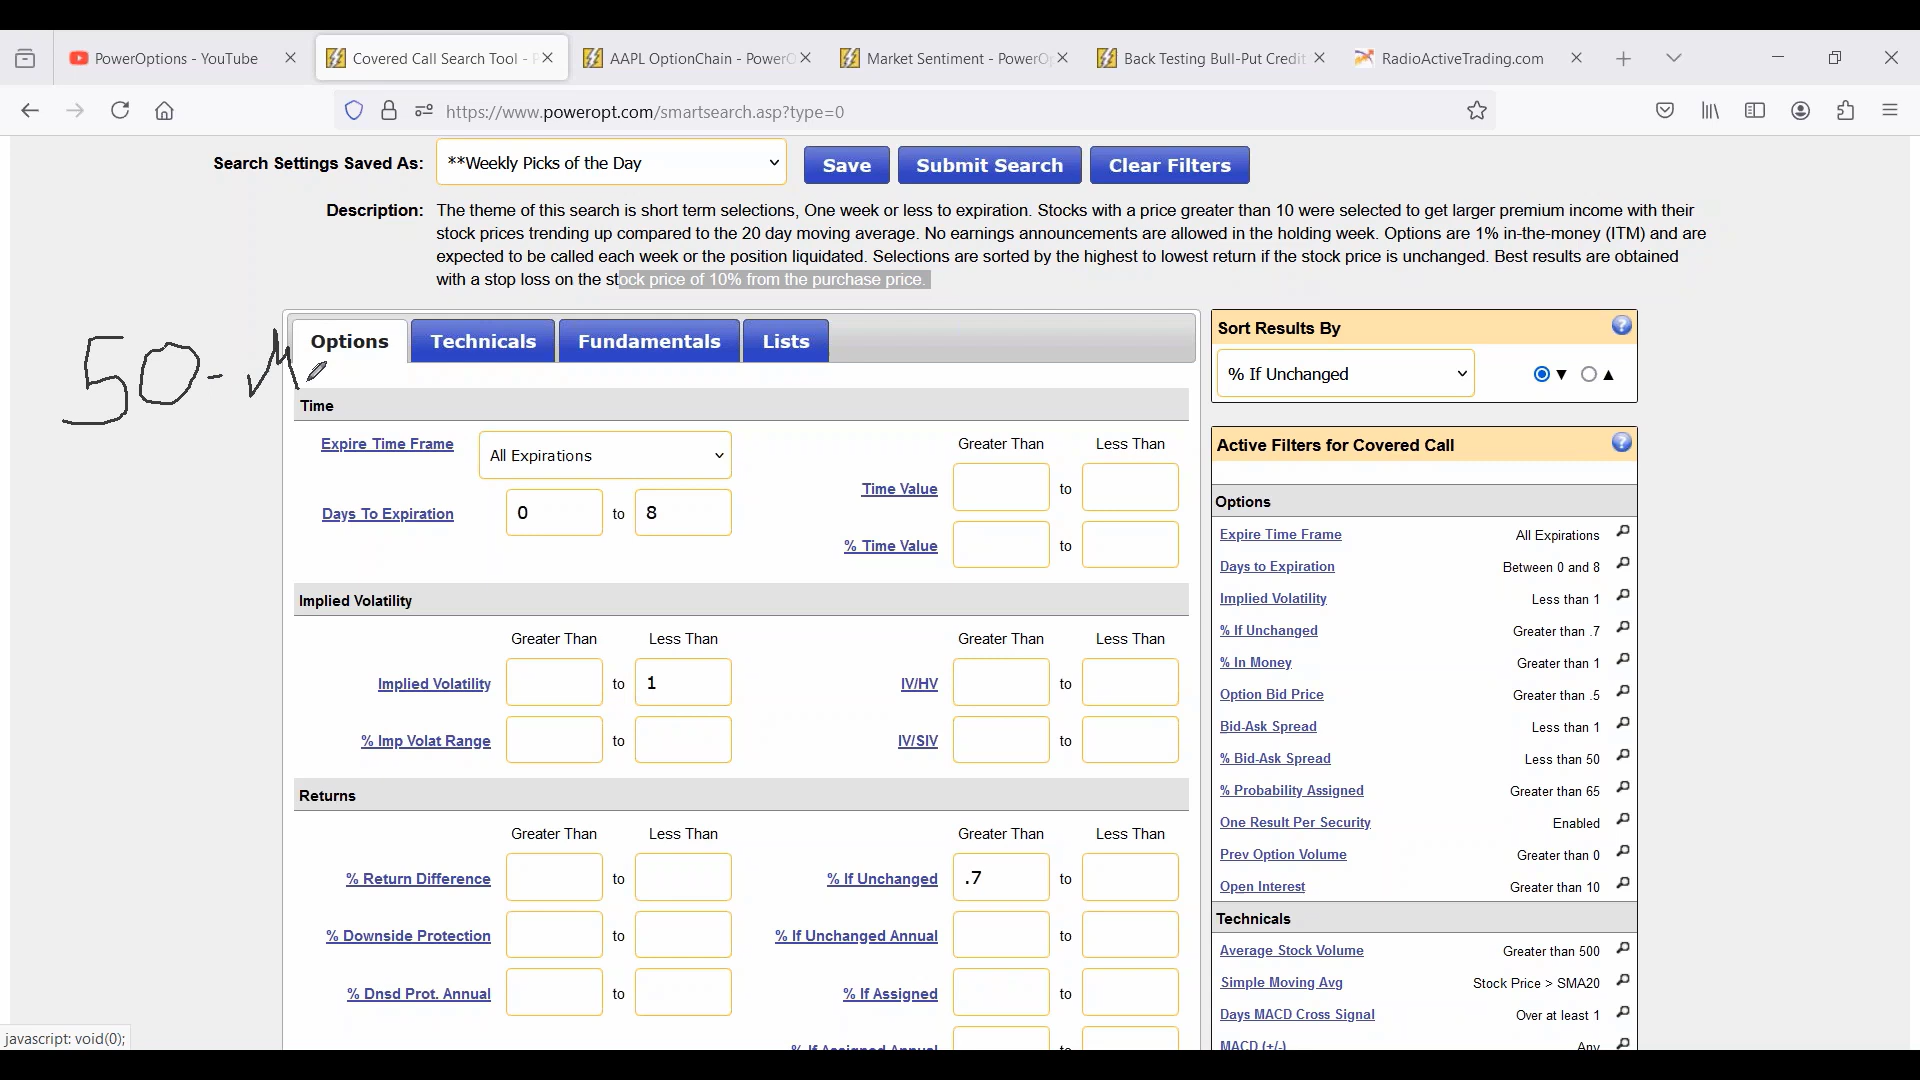 PowerOptions - YouTube
Covered Call Search Tool - P
AAPL OptionChain - PowerO
Market Sentiment - PowerOp
Back Testing Bull-Put Credit
RadioActiveTrading.com
https://www.poweropt.com/smartsearch.asp?type=0
Search Settings Saved As: **Weekly Picks of the Day Save Submit Search Clear Filters
Description: The theme of this search is short term selections, One week or less to expiration. Stocks with a price greater than 10 were selected to get larger premium income with their
stock prices trending up compared to the 20 day moving average. No earnings announcements are allowed in the holding week. Options are 1% in-the-money (ITM) and are
expected to be called each week or the position liquidated. Selections are sorted by the highest to lowest return if the stock price is unchanged. Best results are obtained
with a stop loss on the stock price of 10% from the purchase price.
50-
Options Technicals Fundamentals Lists
Time
Expire Time Frame All Expirations
Greater Than Less Than
Time Value to
Days To Expiration 0 to 8
% Time Value to
Implied Volatility
Greater Than Less Than Greater Than Less Than
Implied Volatility to 1 IV/HV to
% Imp Volat Range to IV/SIV to
Returns
Greater Than Less Than Greater Than Less Than
% Return Difference to % If Unchanged .7 to
% Downside Protection to % If Unchanged Annual to
% Dnsd Prot. Annual to % If Assigned to
% If Assigned Annual to
Sort Results By
% If Unchanged
Active Filters for Covered Call
Options
Expire Time Frame All Expirations
Days to Expiration Between 0 and 8
Implied Volatility Less than 1
% If Unchanged Greater than .7
% In Money Greater than 1
Option Bid Price Greater than .5
Bid-Ask Spread Less than 1
% Bid-Ask Spread Less than 50
% Probability Assigned Greater than 65
One Result Per Security Enabled
Prev Option Volume Greater than 0
Open Interest Greater than 10
Technicals
Average Stock Volume Greater than 500
Simple Moving Avg Stock Price > SMA20
Days MACD Cross Signal Over at least 1
MACD (+/-) Any
javascript: void(0);